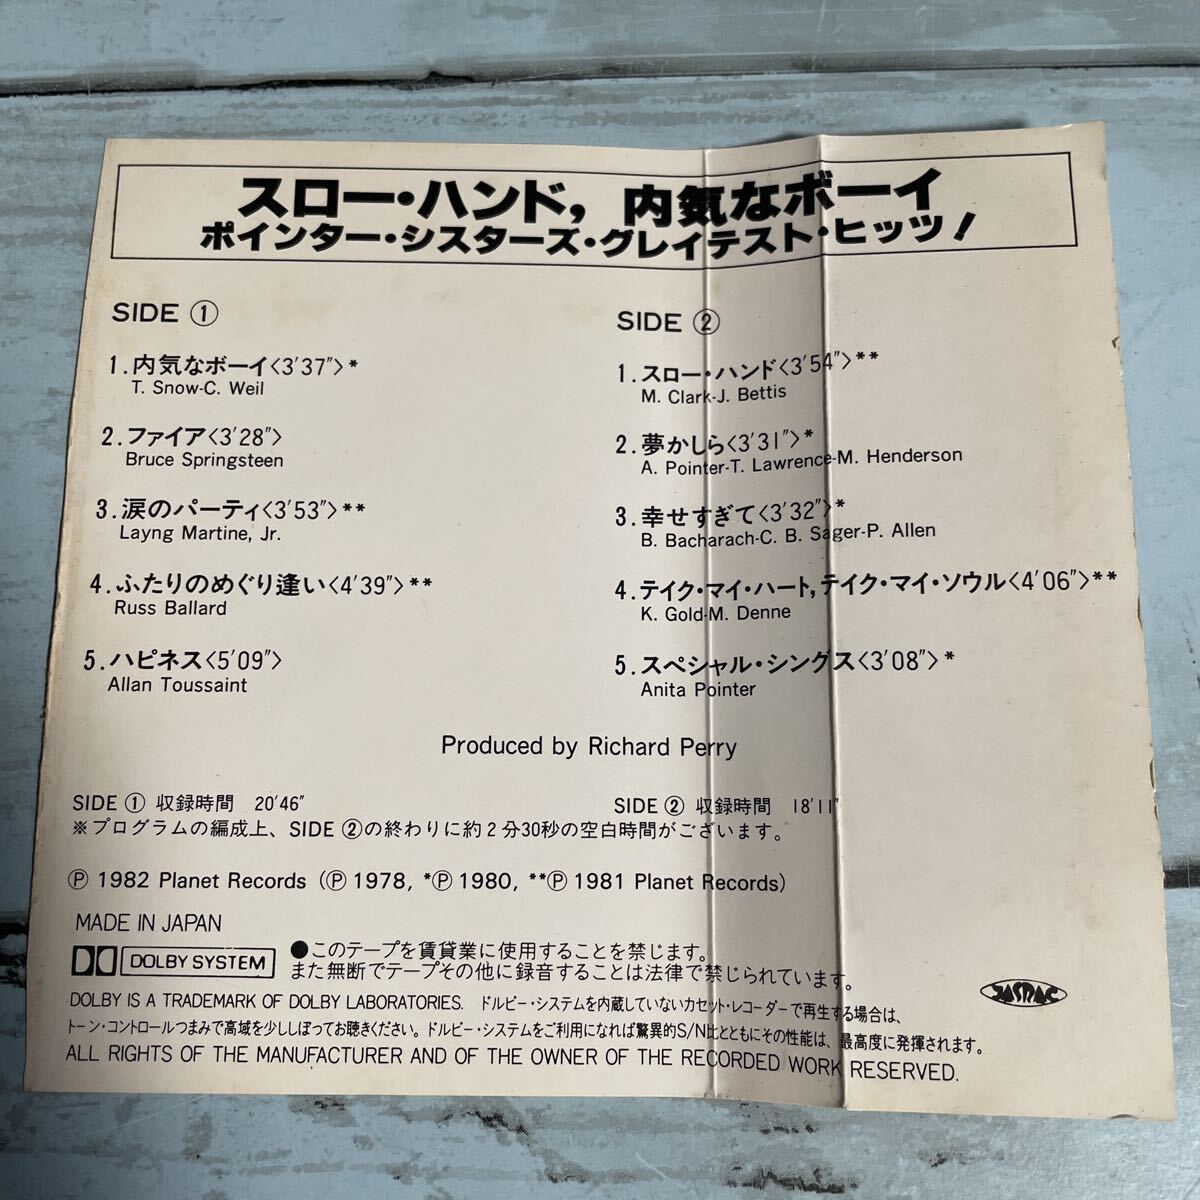 スロー・ハンド，内気なボーイ
ポインター・シスターズ・グレイテスト・ヒッツ！
SIDE ①
1. 内気なボーイ〈3′37″〉*
T. Snow-C. Weil
2. ファイア〈3′28″〉
Bruce Springsteen
3. 涙のパーティ〈3′53″〉**
Layng Martine, Jr.
4. ふたりのめぐり逢い〈4′39″〉**
Russ Ballard
5. ハピネス〈5′09″〉
Allan Toussaint
SIDE ②
1. スロー・ハンド〈3′54″〉**
M. Clark-J. Bettis
2. 夢かしら〈3′31″〉*
A. Pointer-T. Lawrence-M. Henderson
3. 幸せすぎて〈3′32″〉*
B. Bacharach-C. B. Sager-P. Allen
4. テイク・マイ・ハート，テイク・マイ・ソウル〈4′06″〉**
K. Gold-M. Denne
5. スペシャル・シングス〈3′08″〉*
Anita Pointer
Produced by Richard Perry
SIDE ① 収録時間 20′46″
SIDE ② 収録時間 18′11″
※プログラムの編成上、SIDE ②の終わりに約2分30秒の空白時間がございます。
Ⓟ 1982 Planet Records (Ⓟ 1978, *Ⓟ 1980, **Ⓟ 1981 Planet Records)
MADE IN JAPAN
DOLBY SYSTEM
●このテープを賃貸業に使用することを禁じます。
また無断でテープその他に録音することは法律で禁じられています。
JASRAC
DOLBY IS A TRADEMARK OF DOLBY LABORATORIES. ドルビー・システムを内蔵していないカセット・レコーダーで再生する場合は、
トーン・コントロールつまみで高域を少ししぼってお聴きください。ドルビー・システムをご利用になれば驚異的S/N比とともにその性能は、最高度に発揮されます。
ALL RIGHTS OF THE MANUFACTURER AND OF THE OWNER OF THE RECORDED WORK RESERVED.